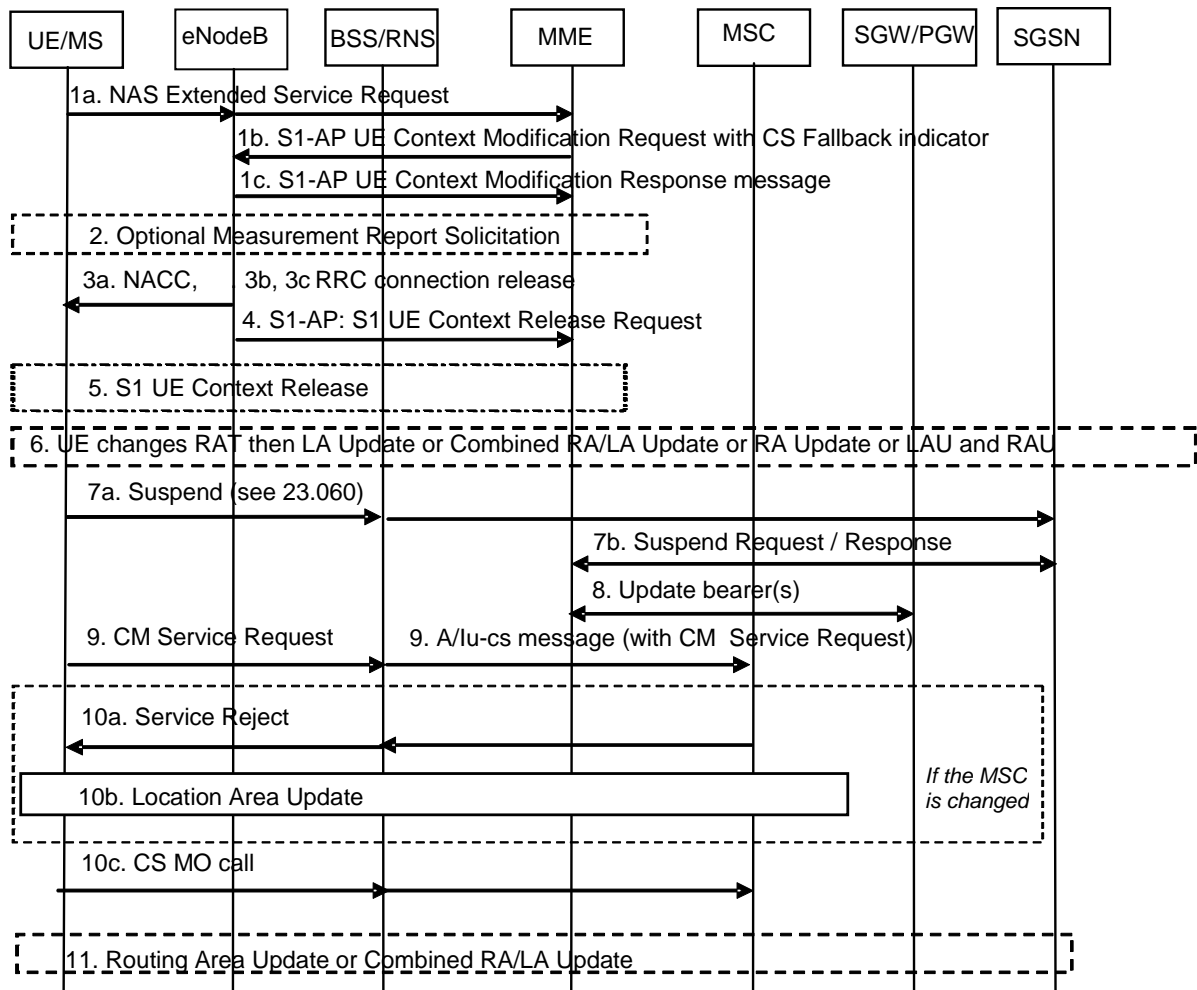 UE/MS
eNodeB
BSS/RNS
MME
MSC
SGW/PGW
SGSN
1a. NAS Extended Service Request
1b. S1-AP UE Context Modification Request with CS Fallback indicator
1c. S1-AP UE Context Modification Response message
2. Optional Measurement Report Solicitation
3a. NACC, . 3b, 3c RRC connection release
4. S1-AP: S1 UE Context Release Request
5. S1 UE Context Release
6. UE changes RAT then LA Update or Combined RA/LA Update or RA Update or LAU and RAU
7a. Suspend (see 23.060)
7b. Suspend Request / Response
8. Update bearer(s)
9. CM Service Request
9. A/Iu-cs message (with CM Service Request)
10a. Service Reject
If the MSC
is changed
10b. Location Area Update
10c. CS MO call
11. Routing Area Update or Combined RA/LA Update